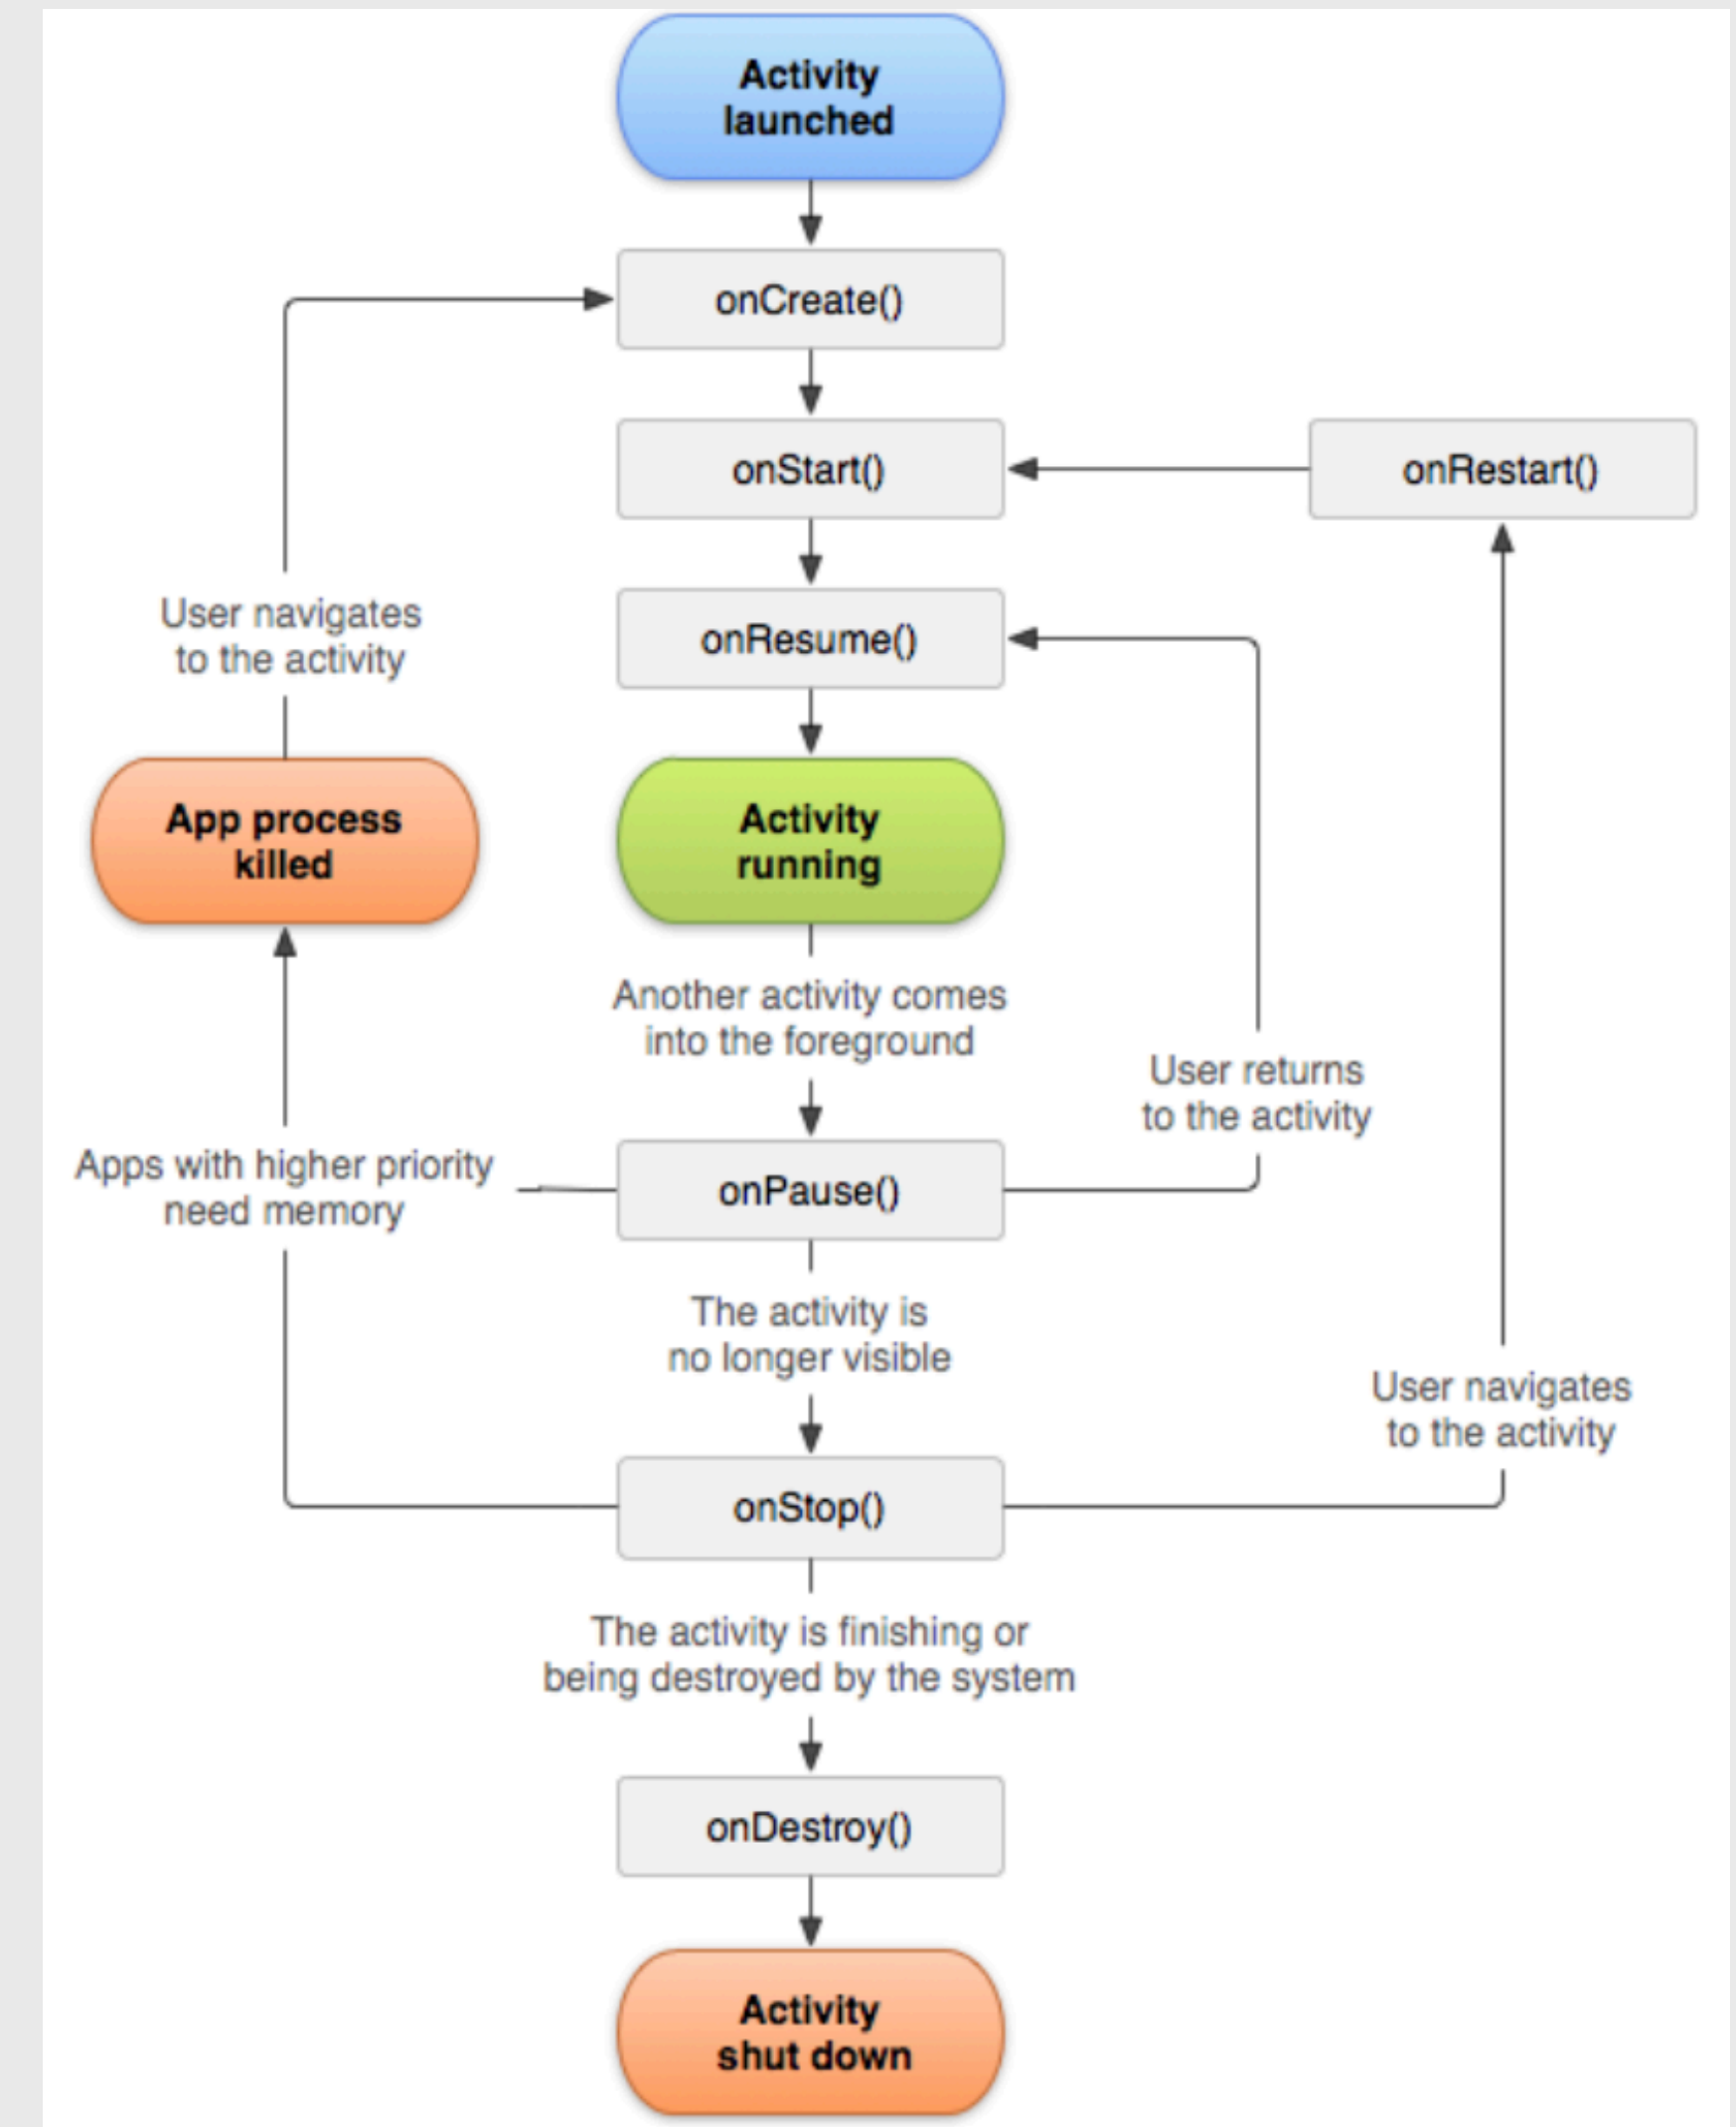 Activity
launched
onCreate()
onStart()
onRestart()
User navigates
to the activity
onResume()
App process
killed
Activity
running
Another activity comes
into the foreground
User returns
to the activity
Apps with higher priority
need memory
onPause()
The activity is
no longer visible
User navigates
to the activity
onStop()
The activity is finishing or
being destroyed by the system
onDestroy()
Activity
shut down